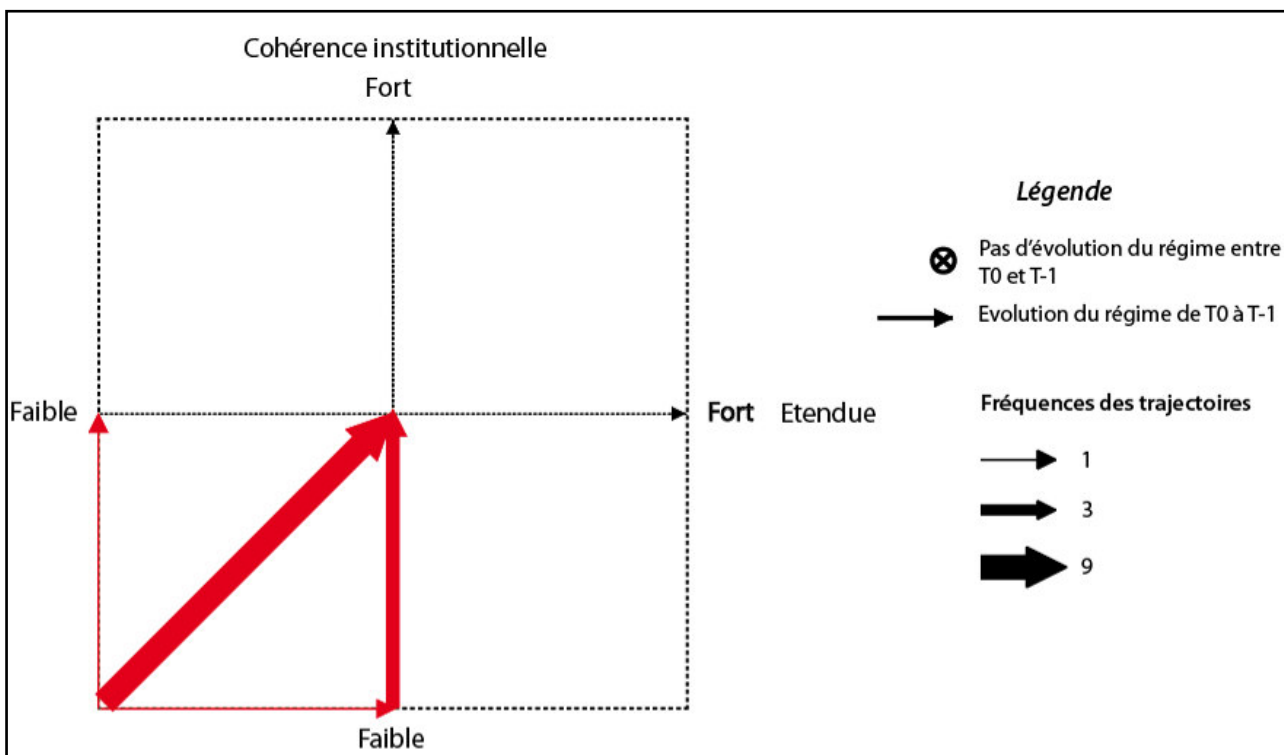 Cohérence institutionnelle
Fort
Légende
Pas d'évolution du régime entre
T0 et T-1
Evolution du régime de T0 à T-1
Faible
Fort Etendue
Fréquences des trajectoires
1
3
9
Faible